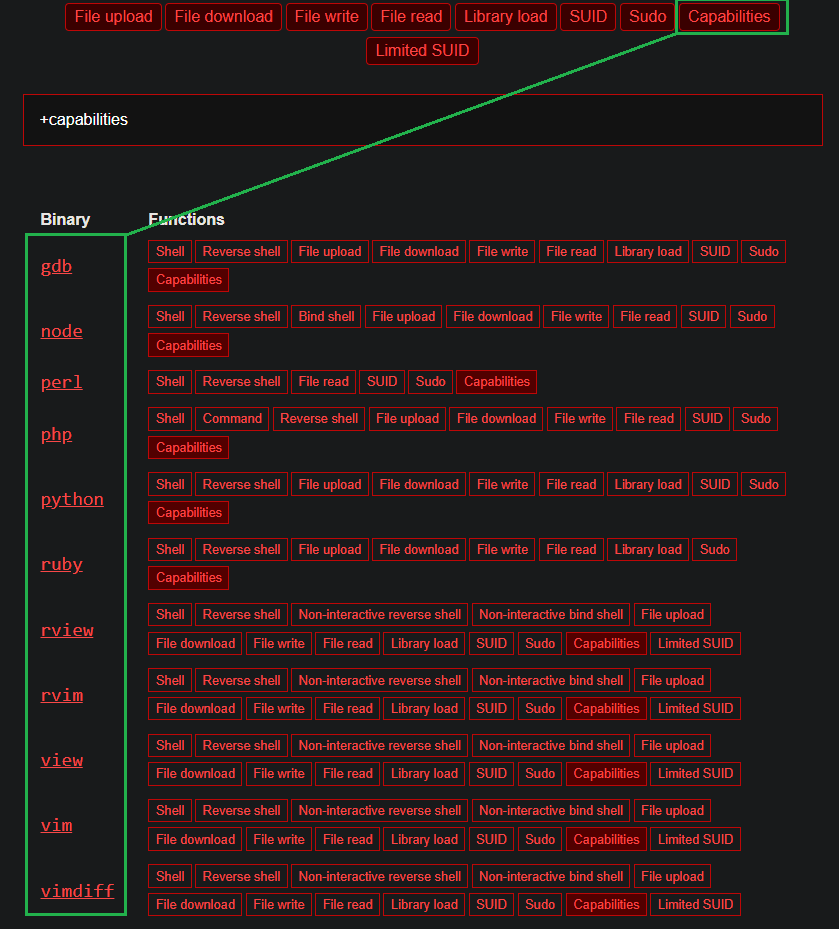 File upload File download File write File read Library load SUID Sudo Capabilities
Limited SUID
+capabilities
Binary Functions
gdb Shell Reverse shell File upload File download File write File read Library load SUID Sudo
Capabilities
node Shell Reverse shell Bind shell File upload File download File write File read SUID Sudo
Capabilities
perl Shell Reverse shell File read SUID Sudo Capabilities
php Shell Command Reverse shell File upload File download File write File read SUID Sudo
Capabilities
python Shell Reverse shell File upload File download File write File read Library load SUID Sudo
Capabilities
ruby Shell Reverse shell File upload File download File write File read Library load Sudo
Capabilities
rview Shell Reverse shell Non-interactive reverse shell Non-interactive bind shell File upload
File download File write File read Library load SUID Sudo Capabilities Limited SUID
rvim Shell Reverse shell Non-interactive reverse shell Non-interactive bind shell File upload
File download File write File read Library load SUID Sudo Capabilities Limited SUID
view Shell Reverse shell Non-interactive reverse shell Non-interactive bind shell File upload
File download File write File read Library load SUID Sudo Capabilities Limited SUID
vim Shell Reverse shell Non-interactive reverse shell Non-interactive bind shell File upload
File download File write File read Library load SUID Sudo Capabilities Limited SUID
vimdiff Shell Reverse shell Non-interactive reverse shell Non-interactive bind shell File upload
File download File write File read Library load SUID Sudo Capabilities Limited SUID